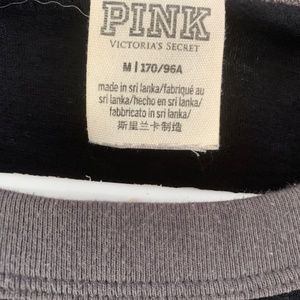 PINK
VICTORIA'S SECRET
M | 170/96A
made in sri lanka/fabriqué au
sri lanka/hecho en sri lanka/
fabbricato in sri lanka/
斯里兰卡制造